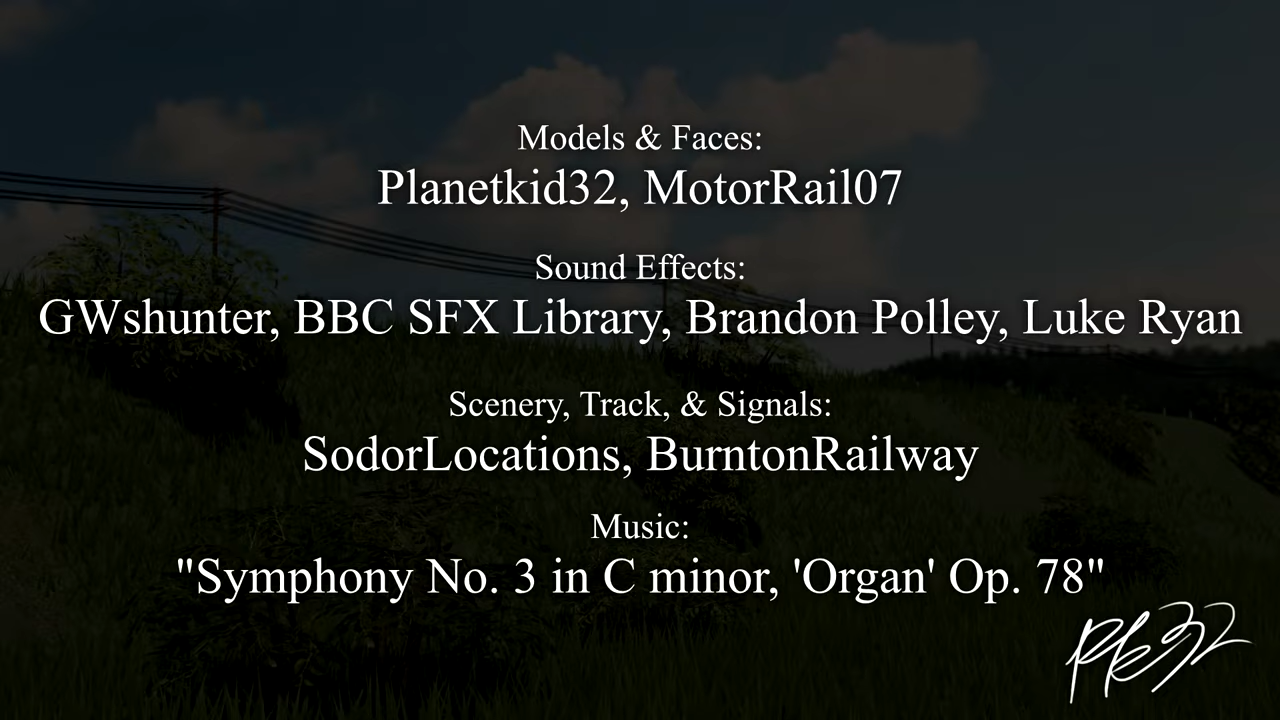 Models & Faces:
Planetkid32, MotorRail07
Sound Effects:
GWshunter, BBC SFX Library, Brandon Polley, Luke Ryan
Scenery, Track, & Signals:
SodorLocations, BurntonRailway
Music:
"Symphony No. 3 in C minor, 'Organ' Op. 78"
PK32